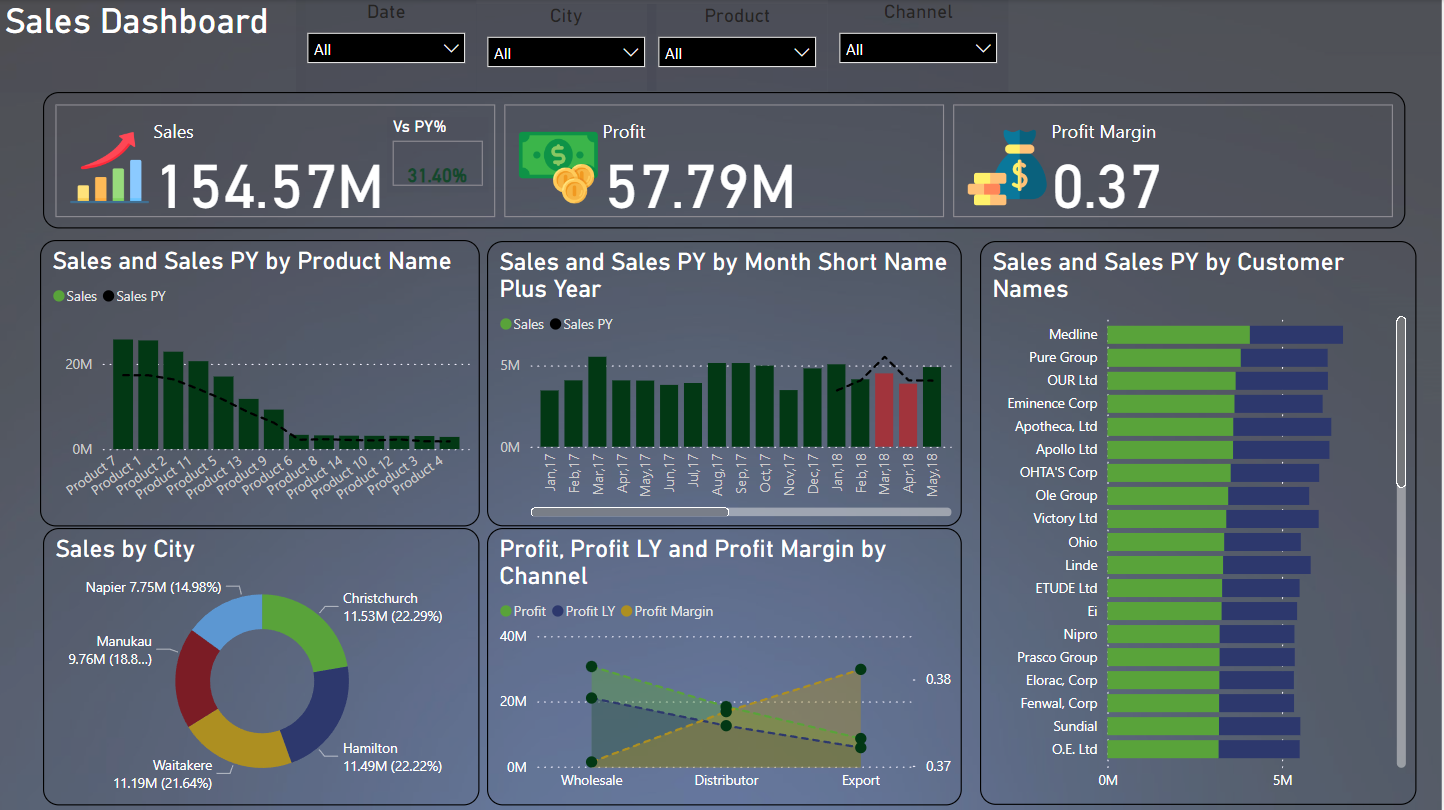 Sales Dashboard
Date
City
Product
Channel
All
All
All
All
Sales
154.57M
Vs PY%
31.40%
Profit
57.79M
Profit Margin
0.37
Sales and Sales PY by Product Name
Sales
Sales PY
20M
0M
Product 7
Product 1
Product 2
Product 11
Product 5
Product 13
Product 9
Product 6
Product 8
Product 14
Product 10
Product 12
Product 3
Product 4
Sales and Sales PY by Month Short Name
Plus Year
Sales
Sales PY
5M
0M
Jan,17
Feb,17
Mar,17
Apr,17
May,17
Jun,17
Jul,17
Aug,17
Sep,17
Oct,17
Nov,17
Dec,17
Jan,18
Feb,18
Mar,18
Apr,18
May,18
Sales and Sales PY by Customer
Names
Medline
Pure Group
OUR Ltd
Eminence Corp
Apotheca, Ltd
Apollo Ltd
OHTA'S Corp
Ole Group
Victory Ltd
Ohio
Linde
ETUDE Ltd
Ei
Nipro
Prasco Group
Elorac, Corp
Fenwal, Corp
Sundial
O.E. Ltd
0M
5M
Sales by City
Napier 7.75M (14.98%)
Christchurch
11.53M (22.29%)
Manukau
9.76M (18.8...)
Hamilton
11.49M (22.22%)
Waitakere
11.19M (21.64%)
Profit, Profit LY and Profit Margin by
Channel
Profit
Profit LY
Profit Margin
40M
20M
0M
0.38
0.37
Wholesale
Distributor
Export